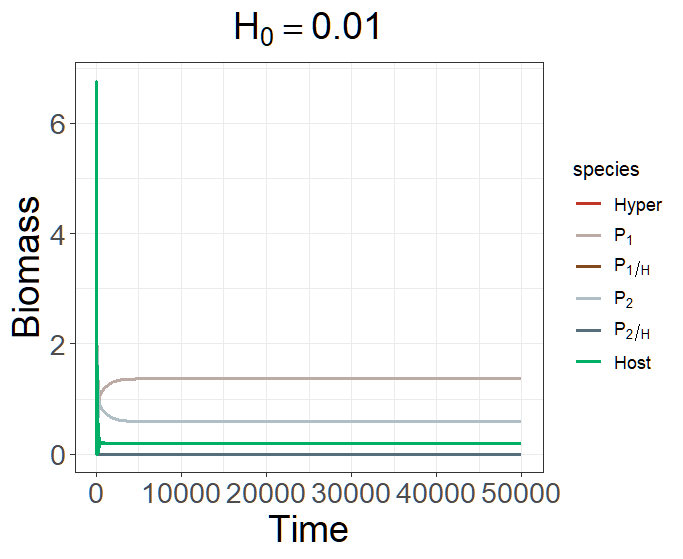 H₀ = 0.01
Biomass
6
4
2
0
0 10000 20000 30000 40000 50000
Time
species
Hyper
P₁
P₁/H
P₂
P₂/H
Host